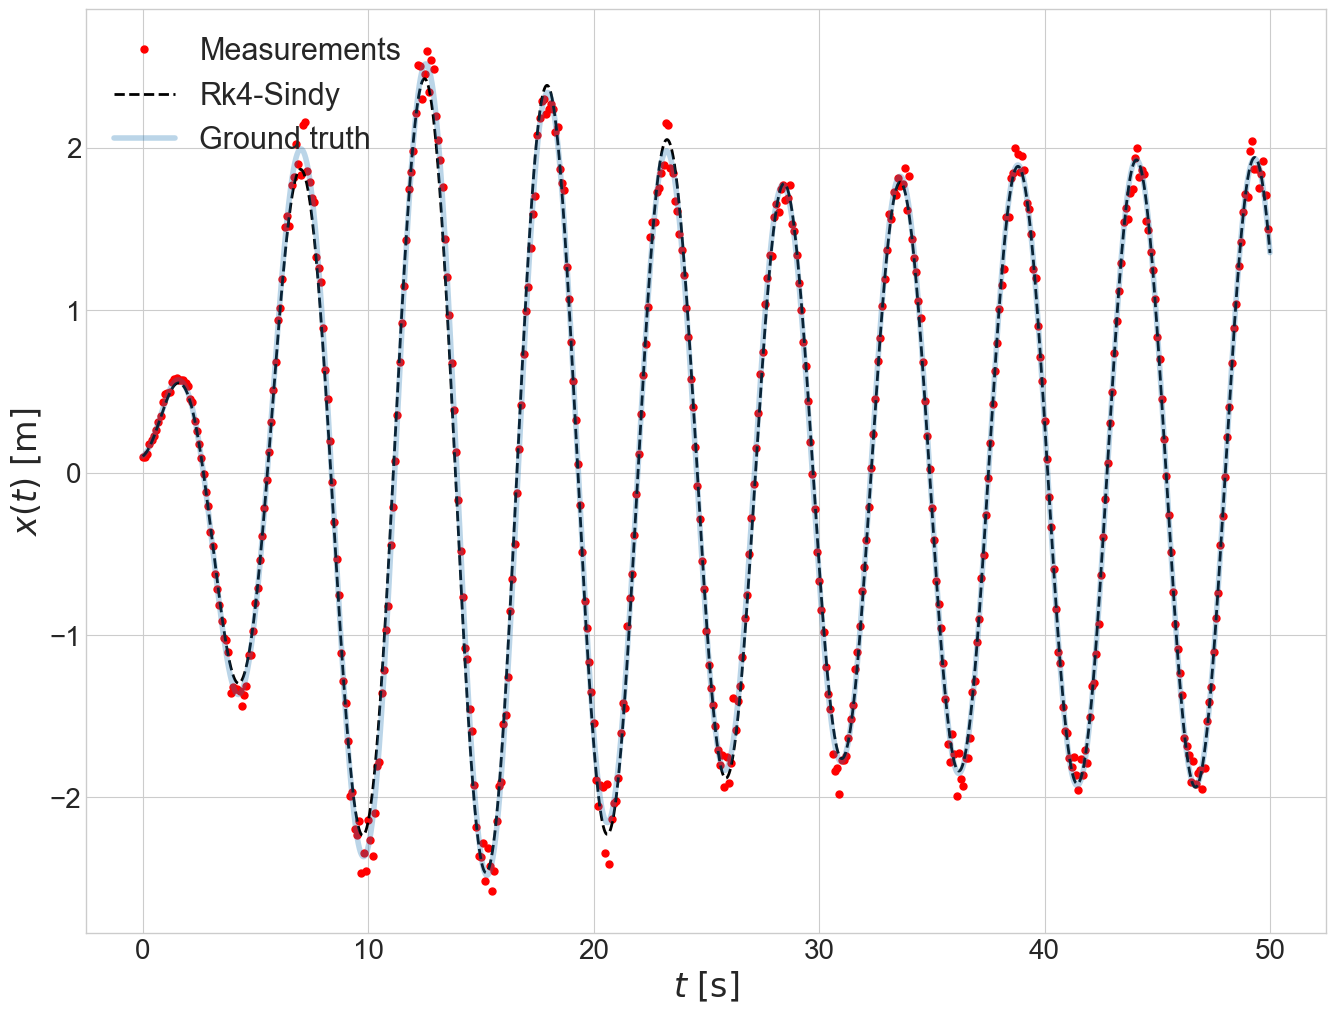 Measurements
Rk4-Sindy
Ground truth
2
1
0
−1
−2
x(t) [m]
0 10 20 30 40 50
t [s]